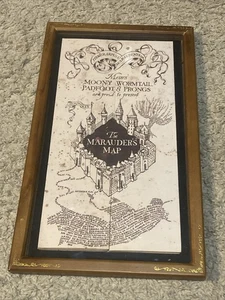 Messrs
MOONY WORMTAIL
PADFOOT & PRONGS
are proud to present
The
MARAUDER'S
MAP